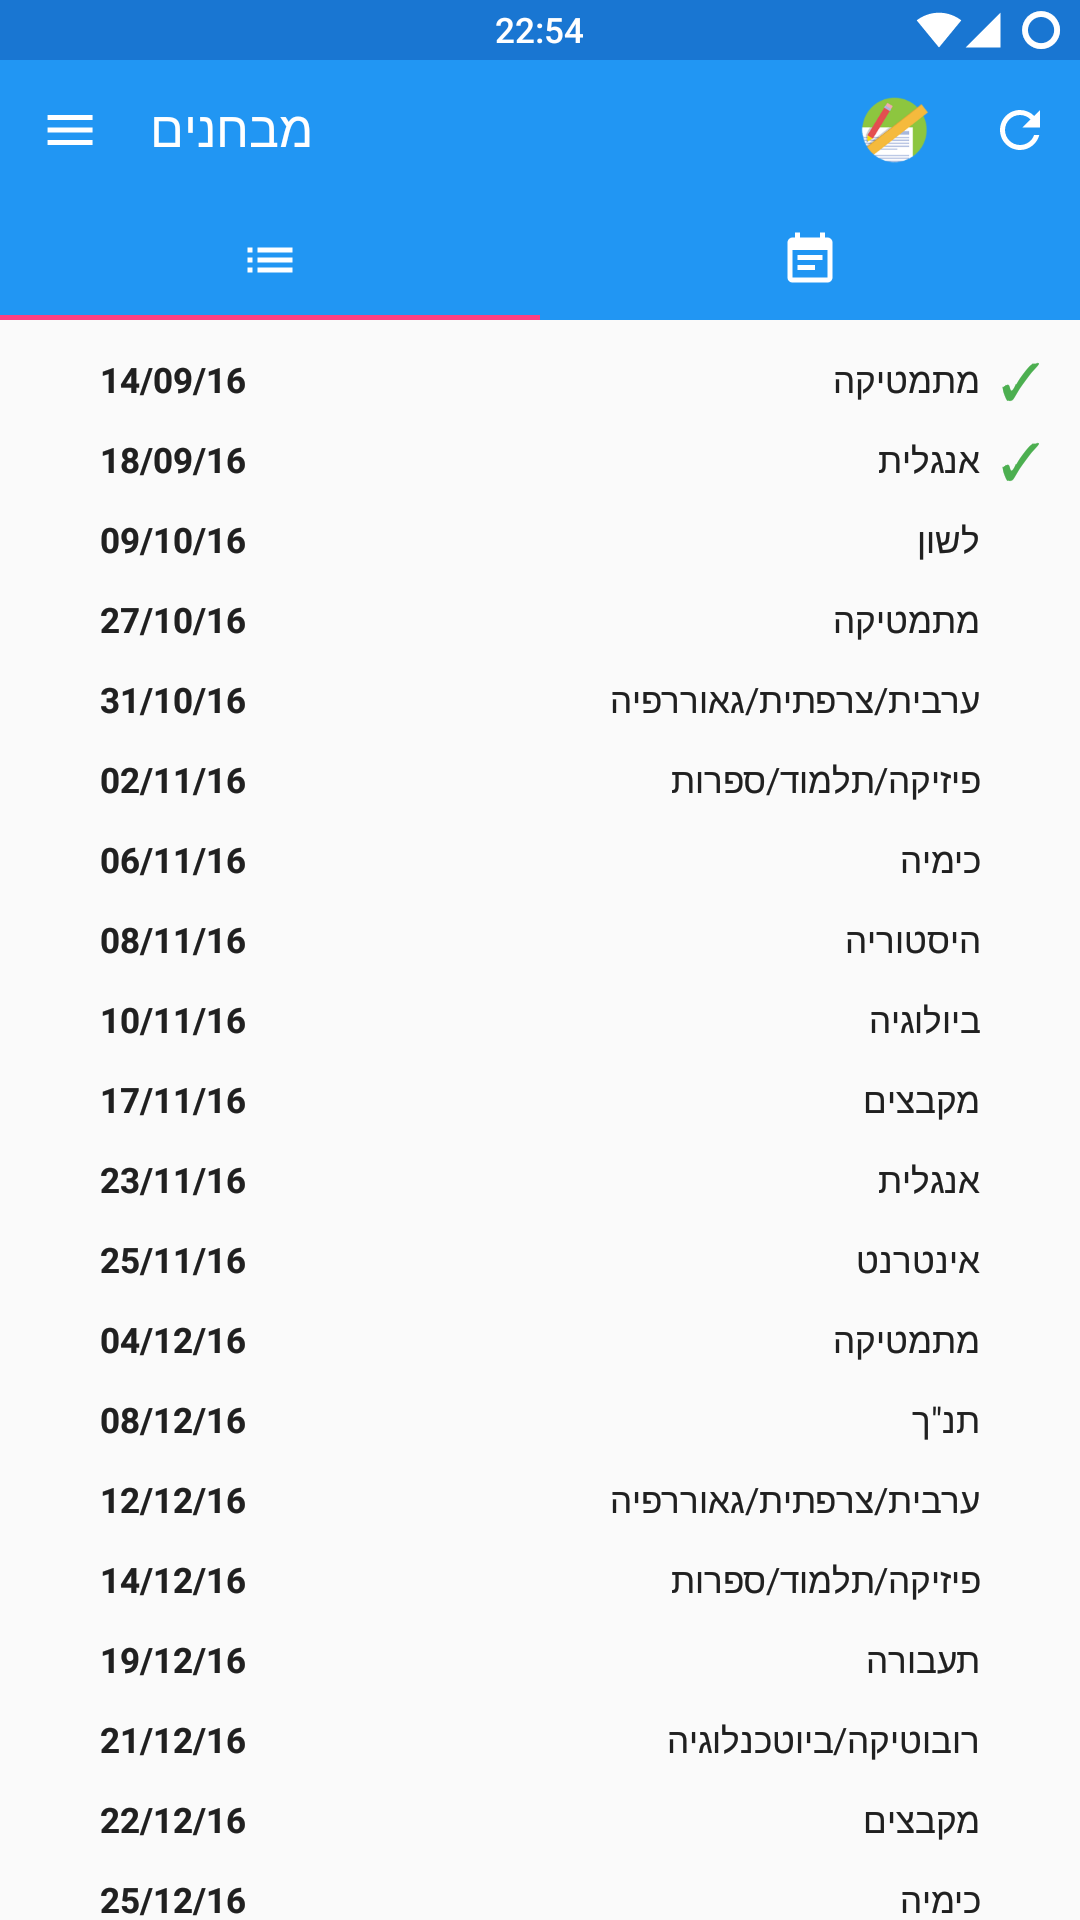 22:54
מבחנים
מתמטיקה 14/09/16
אנגלית 18/09/16
לשון 09/10/16
מתמטיקה 27/10/16
ערבית/צרפתית/גאוררפיה 31/10/16
פיזיקה/תלמוד/ספרות 02/11/16
כימיה 06/11/16
היסטוריה 08/11/16
ביולוגיה 10/11/16
מקבצים 17/11/16
אנגלית 23/11/16
אינטרנט 25/11/16
מתמטיקה 04/12/16
תנ"ך 08/12/16
ערבית/צרפתית/גאוררפיה 12/12/16
פיזיקה/תלמוד/ספרות 14/12/16
תעבורה 19/12/16
רובוטיקה/ביוטכנלוגיה 21/12/16
מקבצים 22/12/16
כימיה 25/12/16